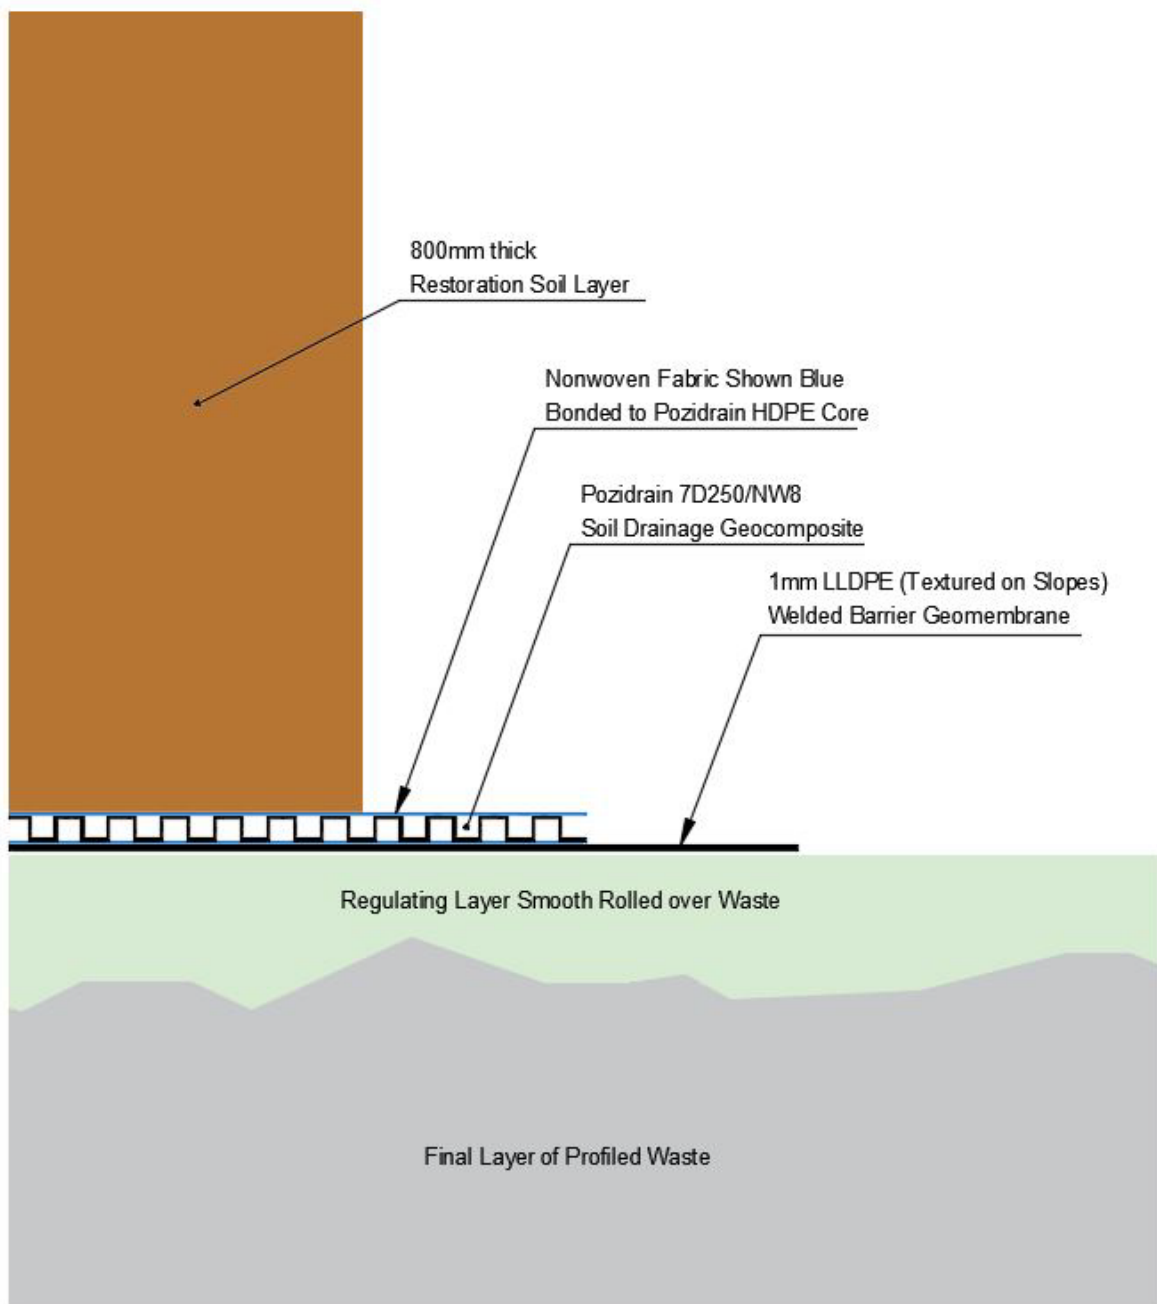 800mm thick
Restoration Soil Layer
Nonwoven Fabric Shown Blue
Bonded to Pozidrain HDPE Core
Pozidrain 7D250/NW8
Soil Drainage Geocomposite
1mm LLDPE (Textured on Slopes)
Welded Barrier Geomembrane
Regulating Layer Smooth Rolled over Waste
Final Layer of Profiled Waste